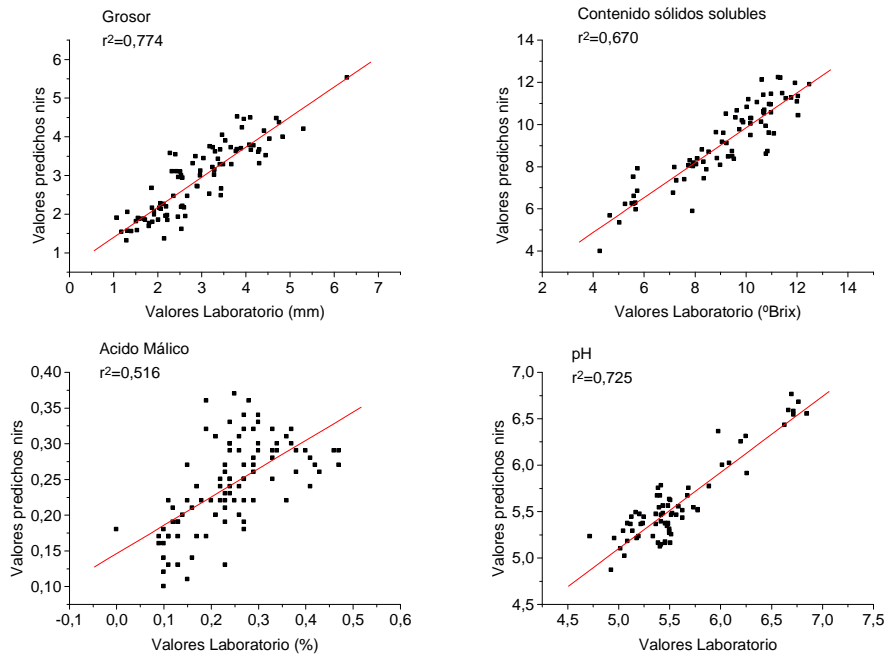 Grosor
r²=0,774
Valores predichos nirs
6
5
4
3
2
1
0 1 2 3 4 5 6 7
Valores Laboratorio (mm)
Contenido sólidos solubles
r²=0,670
Valores predichos nirs
14
12
10
8
6
4
2 4 6 8 10 12 14
Valores Laboratorio (ºBrix)
Acido Málico
r²=0,516
Valores predichos nirs
0,40
0,35
0,30
0,25
0,20
0,15
0,10
-0,1 0,0 0,1 0,2 0,3 0,4 0,5 0,6
Valores Laboratorio (%)
pH
r²=0,725
Valores predichos nirs
7,0
6,5
6,0
5,5
5,0
4,5
4,5 5,0 5,5 6,0 6,5 7,0 7,5
Valores Laboratorio